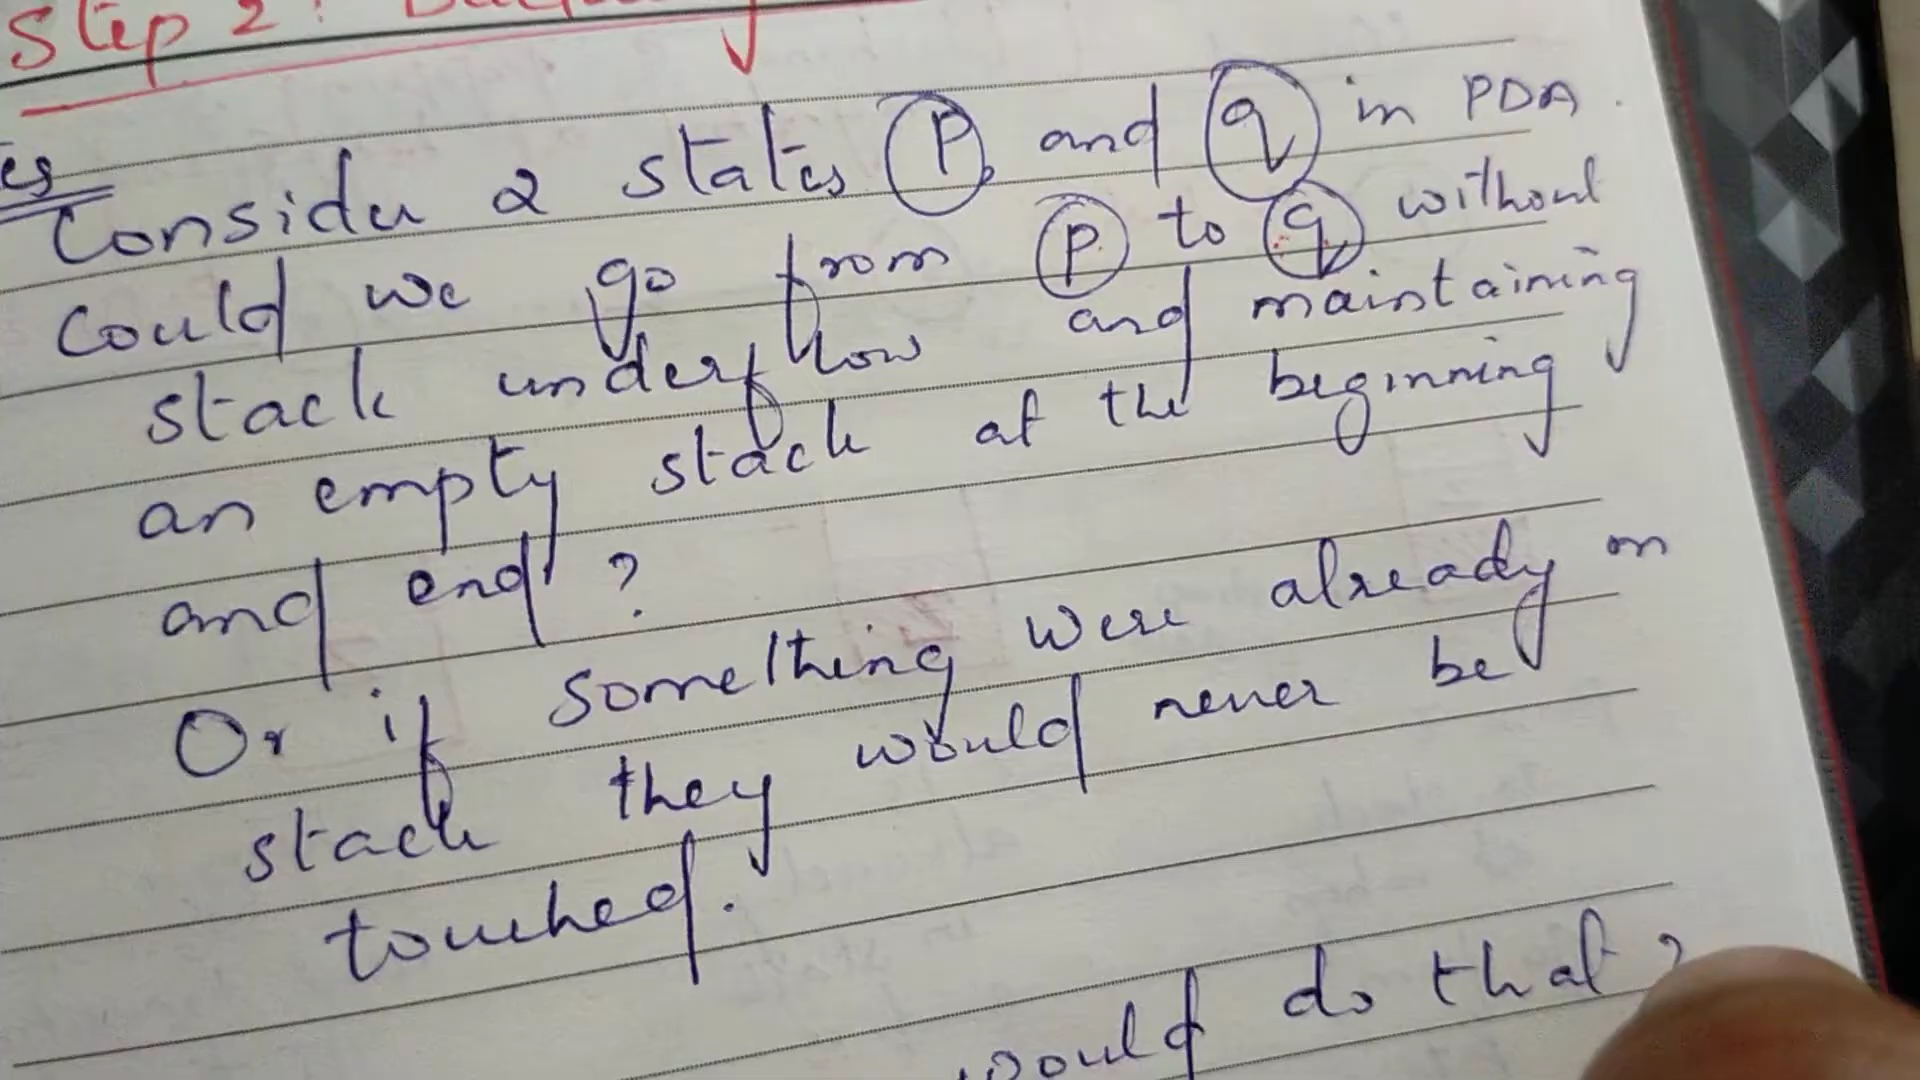 Step 2:
es
Consider 2 states P, and q in PDA.
Could we go from P to q without
stack underflow and maintaining
an empty stack at the beginning
and end?
Or if something were already on
stack they would never be
touched.
would do that?